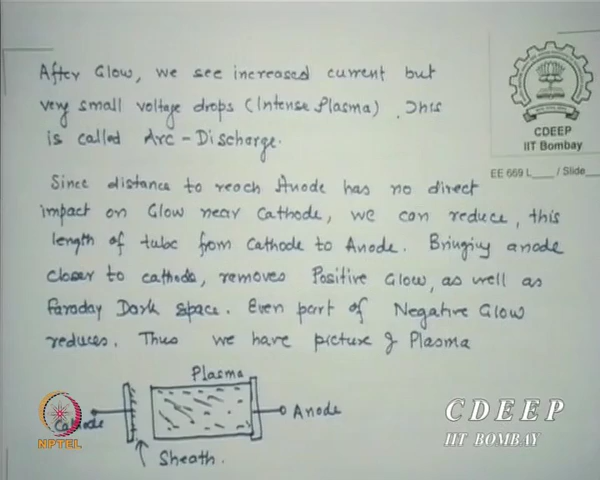 After Glow, we see increased current but
very small voltage drops (Intense Plasma). This
is called Arc - Discharge.
Since distance to reach Anode has no direct
impact on Glow near Cathode, we can reduce, this
length of tube from Cathode to Anode. Bringing anode
closer to cathode, removes Positive Glow, as well as
Faraday Dark space. Even part of Negative Glow
reduces. Thus we have picture of Plasma
Plasma
Cathode
Anode
Sheath.
CDEEP
IIT Bombay
EE 669 L___/Slide
NPTEL
CDEEP
IIT BOMBAY